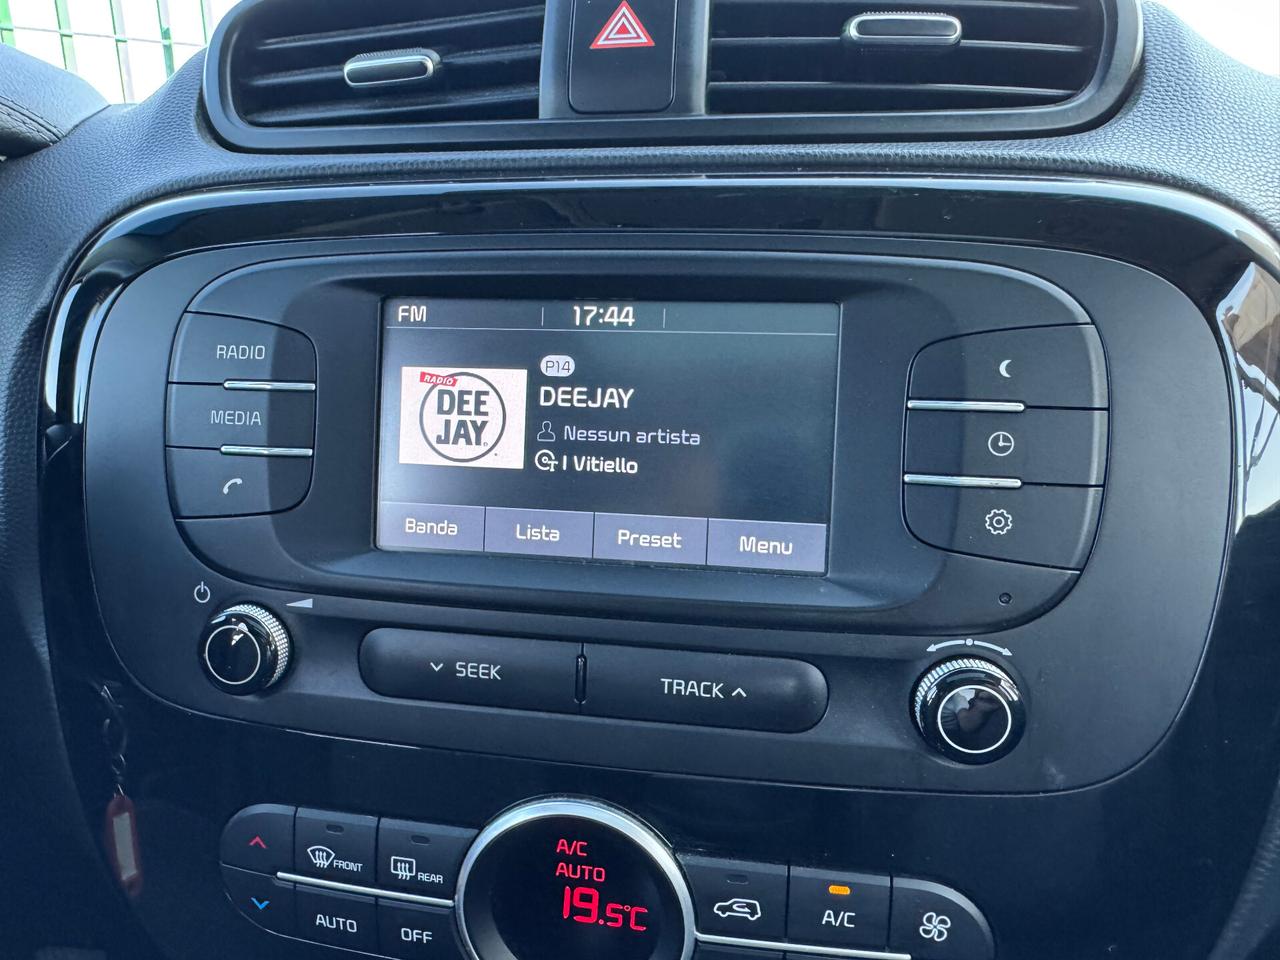 FM
17:44
RADIO
MEDIA
RADIO
DEE
JAY
P14
DEEJAY
Nessun artista
I Vitiello
Banda
Lista
Preset
Menu
SEEK
TRACK
FRONT
REAR
AUTO
OFF
A/C
AUTO
19.5°C
A/C